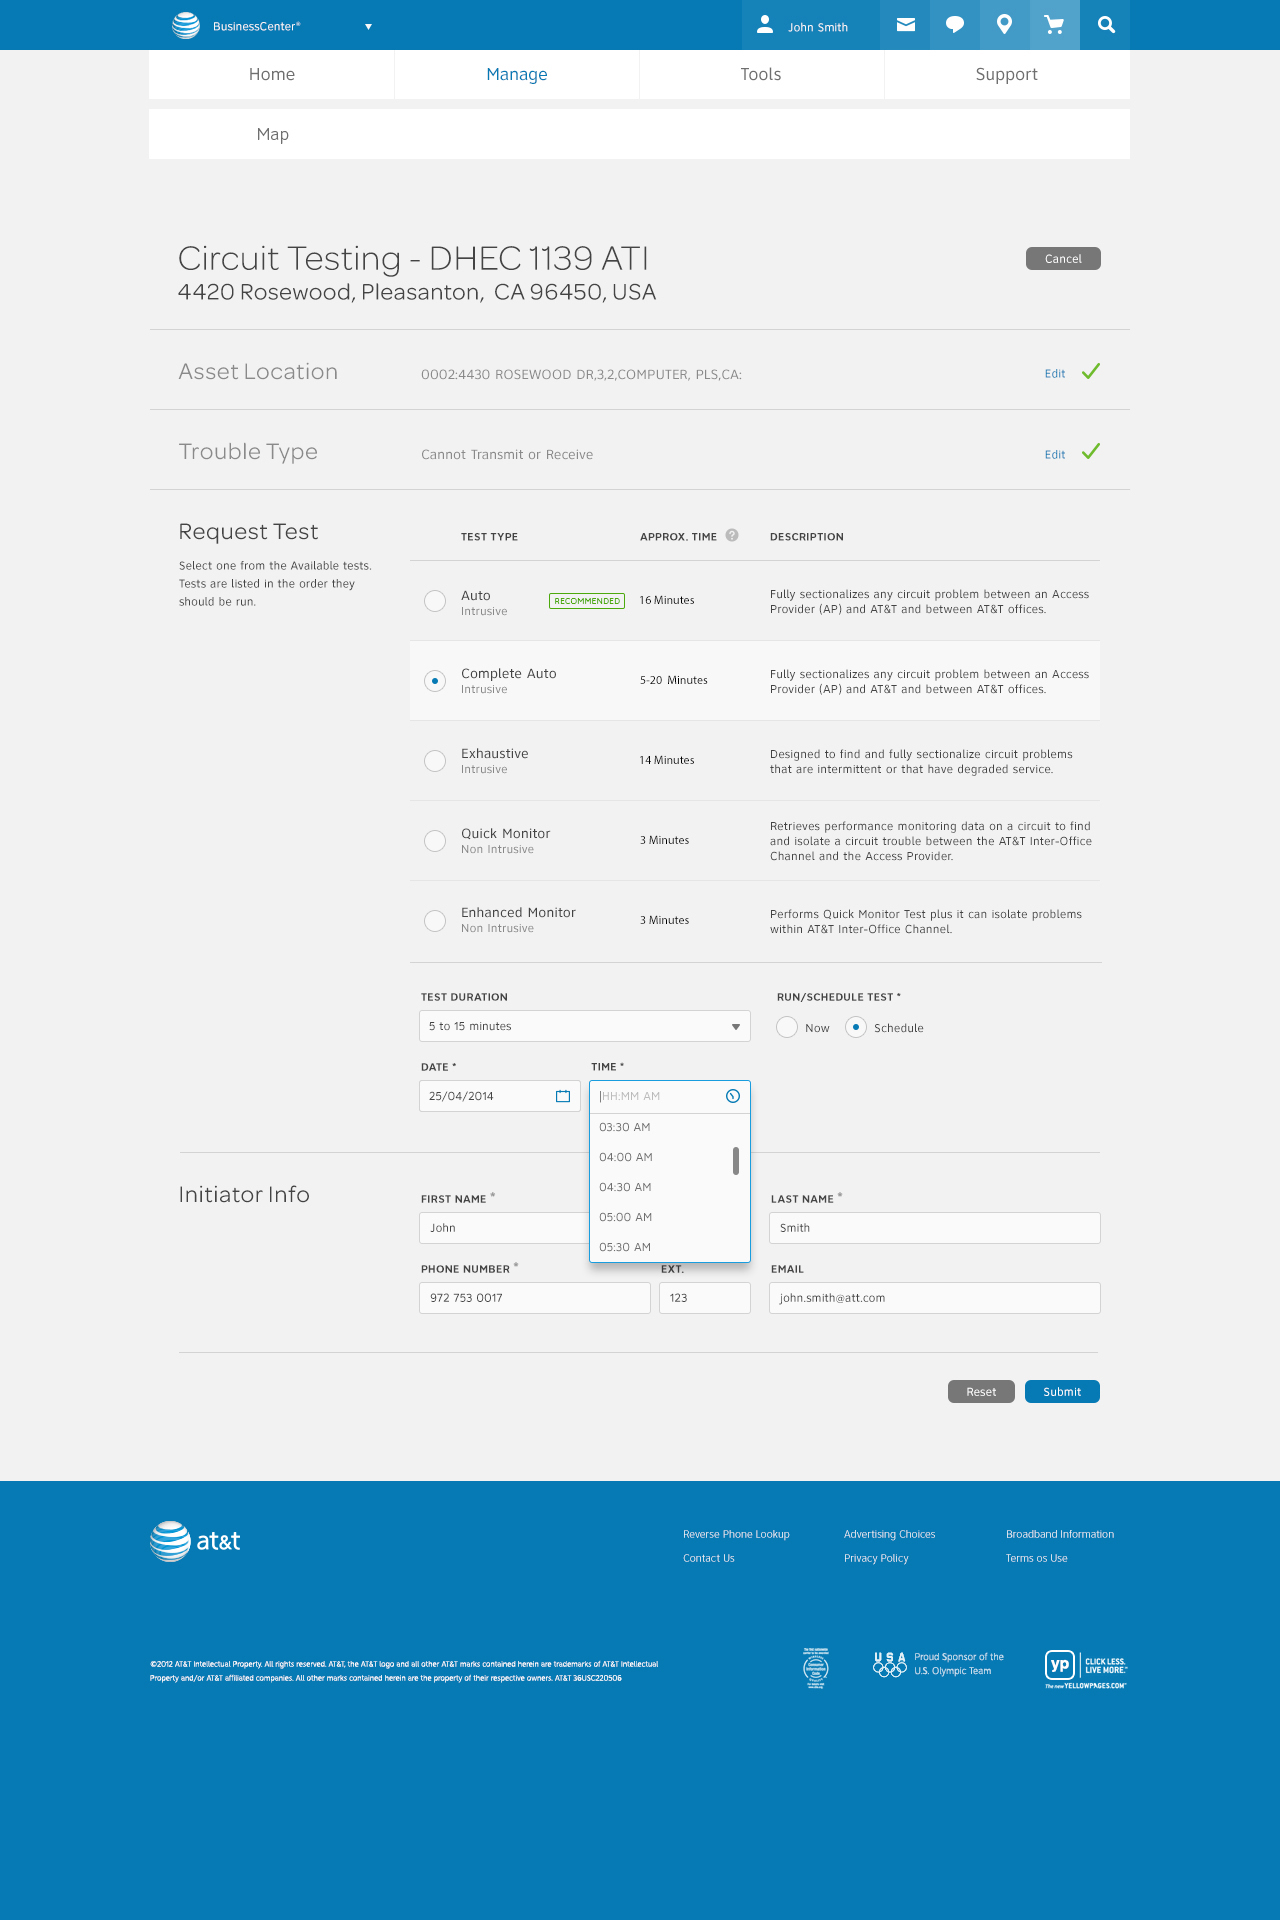 BusinessCenter®
John Smith
Home
Manage
Tools
Support
Map
Circuit Testing - DHEC 1139 ATI
Cancel
4420 Rosewood, Pleasanton, CA 96450, USA
Asset Location
0002:4430 ROSEWOOD DR,3,2,COMPUTER, PLS,CA:
Edit
Trouble Type
Cannot Transmit or Receive
Edit
Request Test
Select one from the Available tests.
Tests are listed in the order they
should be run.
TEST TYPE
APPROX. TIME
?
DESCRIPTION
Auto
Intrusive
RECOMMENDED
16 Minutes
Fully sectionalizes any circuit problem between an Access
Provider (AP) and AT&T and between AT&T offices.
Complete Auto
Intrusive
5-20 Minutes
Fully sectionalizes any circuit problem between an Access
Provider (AP) and AT&T and between AT&T offices.
Exhaustive
Intrusive
14 Minutes
Designed to find and fully sectionalize circuit problems
that are intermittent or that have degraded service.
Quick Monitor
Non Intrusive
3 Minutes
Retrieves performance monitoring data on a circuit to find
and isolate a circuit trouble between the AT&T Inter-Office
Channel and the Access Provider.
Enhanced Monitor
Non Intrusive
3 Minutes
Performs Quick Monitor Test plus it can isolate problems
within AT&T Inter-Office Channel.
TEST DURATION
5 to 15 minutes
RUN/SCHEDULE TEST *
Now
Schedule
DATE *
25/04/2014
TIME *
HH:MM AM
03:30 AM
04:00 AM
04:30 AM
05:00 AM
05:30 AM
Initiator Info
FIRST NAME *
John
LAST NAME *
Smith
PHONE NUMBER *
972 753 0017
EXT.
123
EMAIL
john.smith@att.com
Reset
Submit
at&t
Reverse Phone Lookup
Advertising Choices
Broadband Information
Contact Us
Privacy Policy
Terms os Use
©2012 AT&T Intellectual Property. All rights reserved. AT&T, the AT&T logo and all other AT&T marks contained herein are trademarks of AT&T Intellectual
Property and/or AT&T affiliated companies. All other marks contained herein are the property of their respective owners. AT&T 36USC220506
USA
Proud Sponsor of the
U.S. Olympic Team
yp
CLICK LESS.
LIVE MORE.
The new YELLOWPAGES.COM